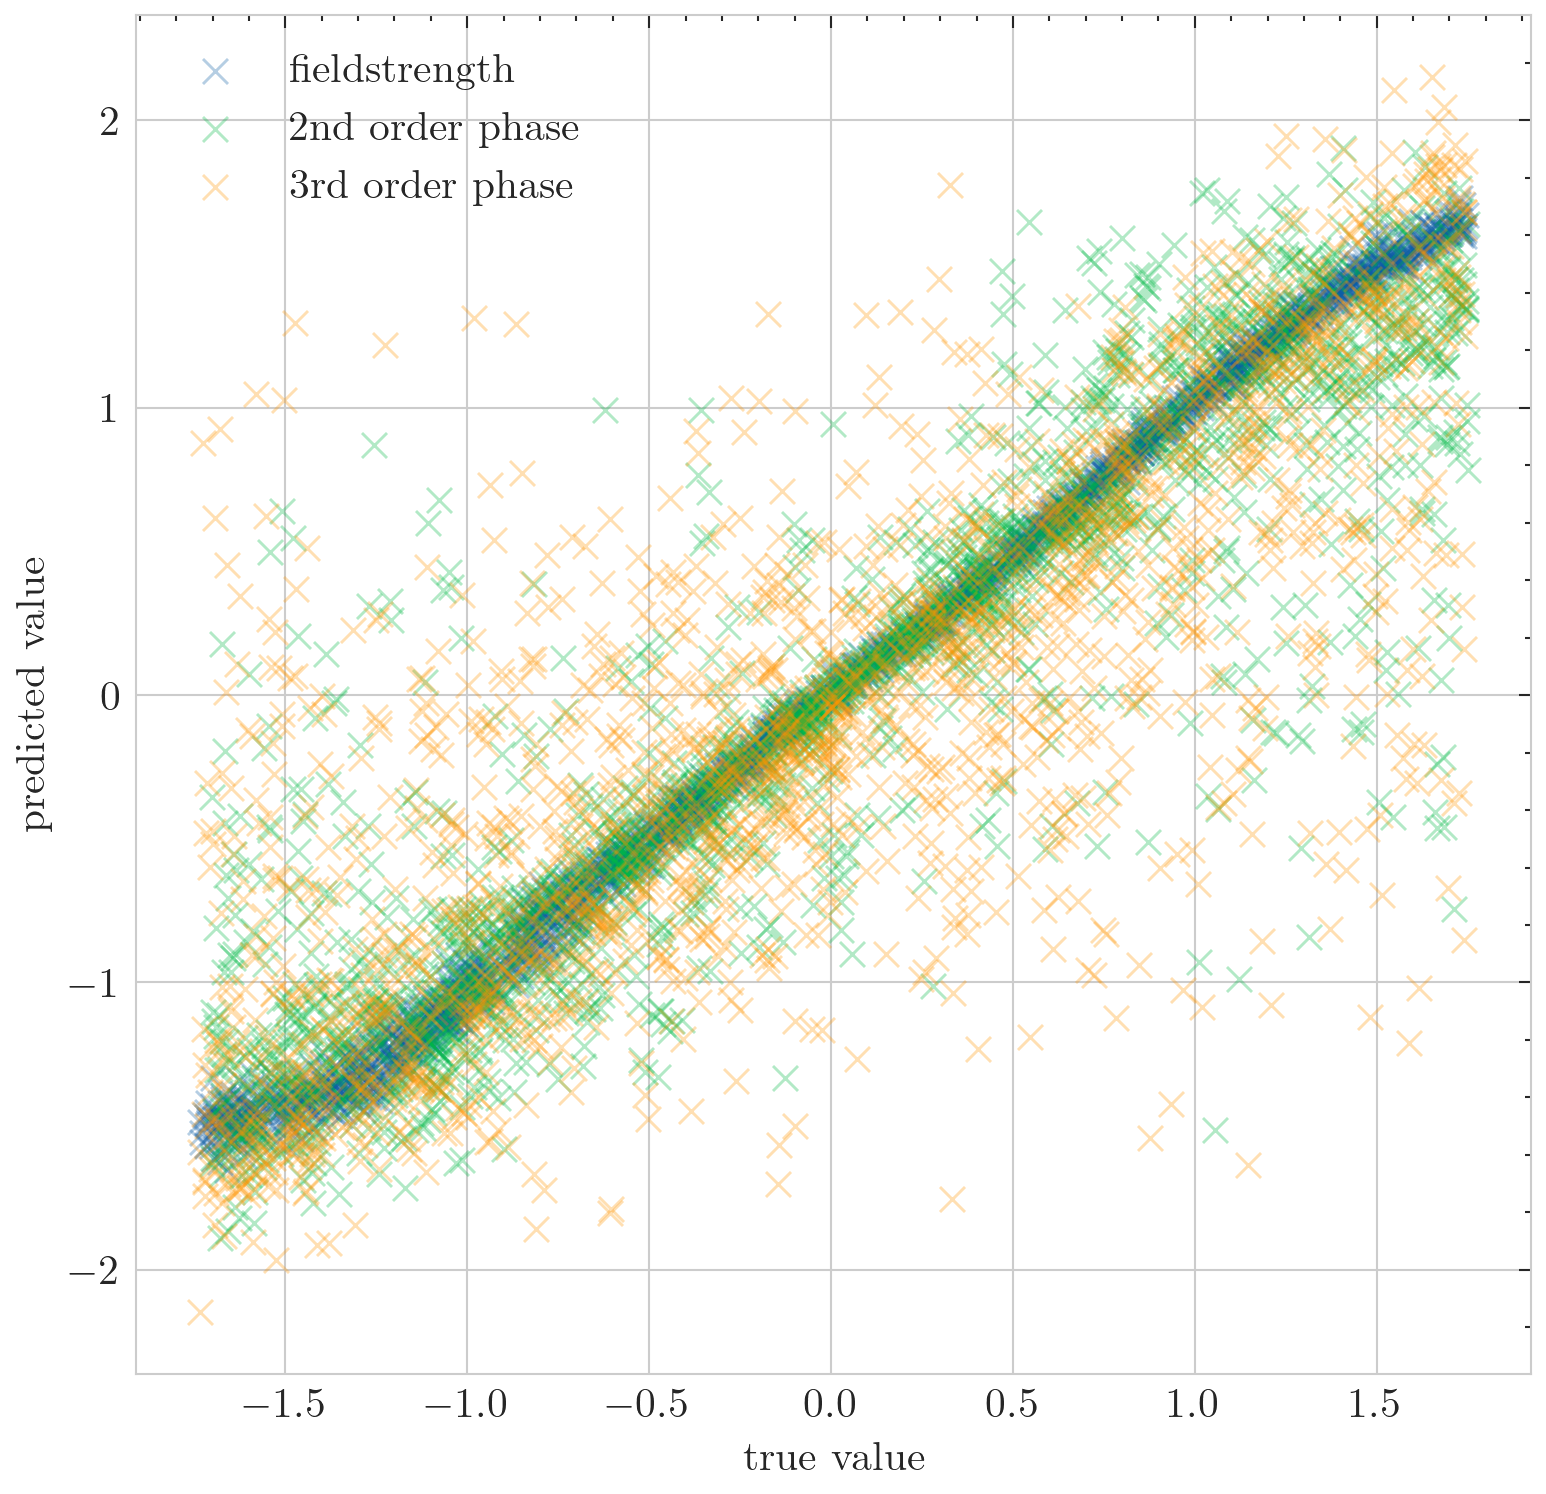 fieldstrength
2nd order phase
3rd order phase
2
1
0
−1
−2
predicted value
−1.5 −1.0 −0.5 0.0 0.5 1.0 1.5
true value